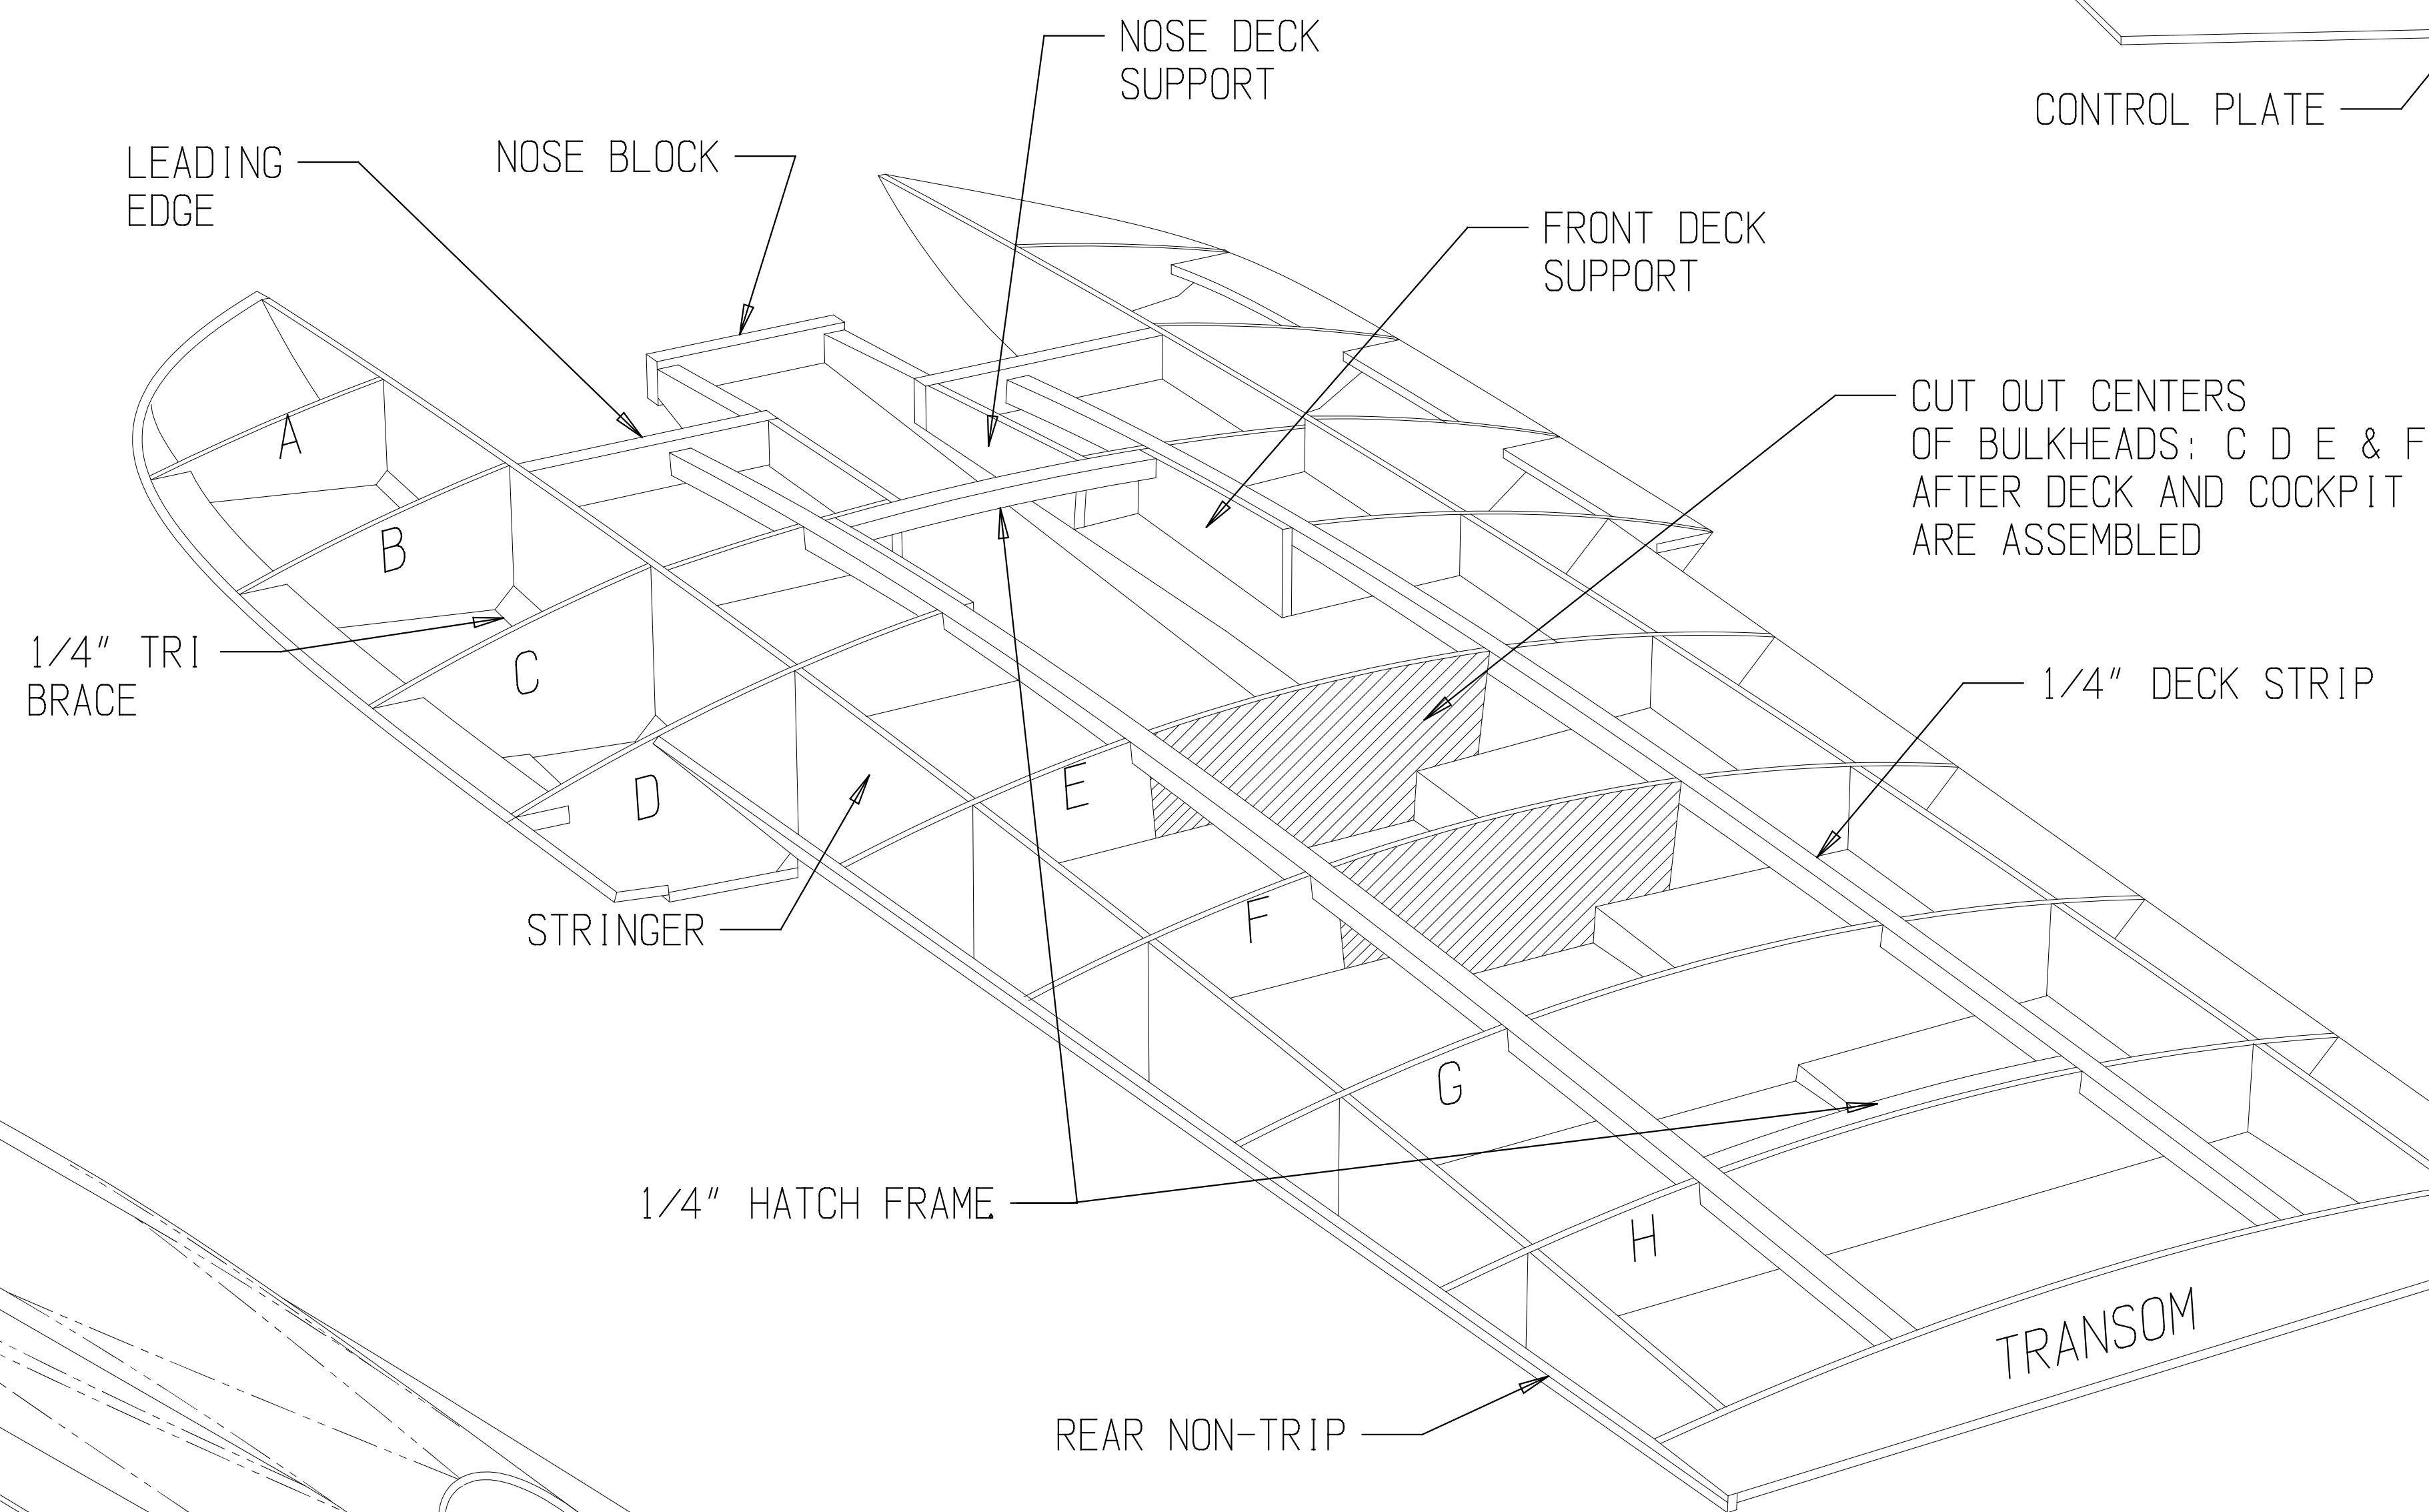 NOSE DECK
SUPPORT
CONTROL PLATE
LEADING
EDGE
NOSE BLOCK
FRONT DECK
SUPPORT
CUT OUT CENTERS
OF BULKHEADS: C D E & F
AFTER DECK AND COCKPIT
ARE ASSEMBLED
A
B
1/4" TRI
BRACE
C
1/4" DECK STRIP
D
E
STRINGER
F
G
1/4" HATCH FRAME
H
TRANSOM
REAR NON-TRIP